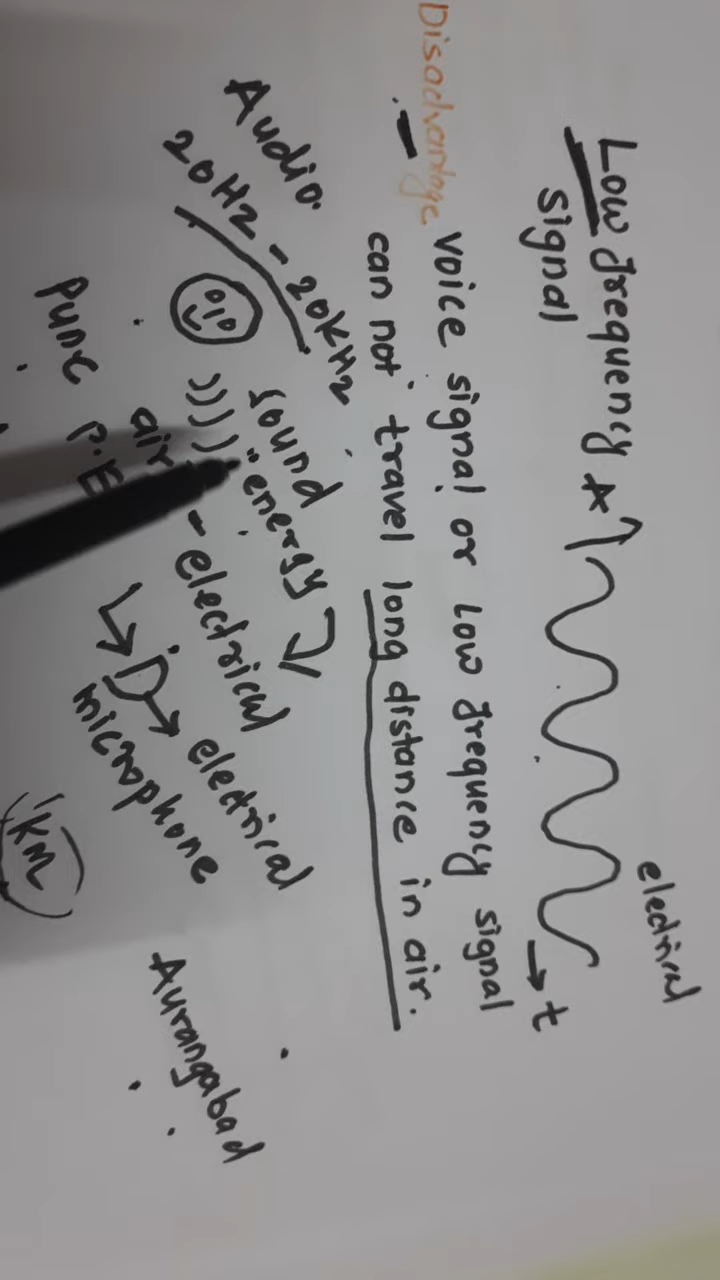 Low frequency
signal
A
t
electrical
Disadvantage
voice signal or Low frequency signal
can not travel long distance in air.
Audio
20Hz - 20kHz
sound
energy
air - electrical
P.E
electrical
microphone
Pune
Aurangabad
KM